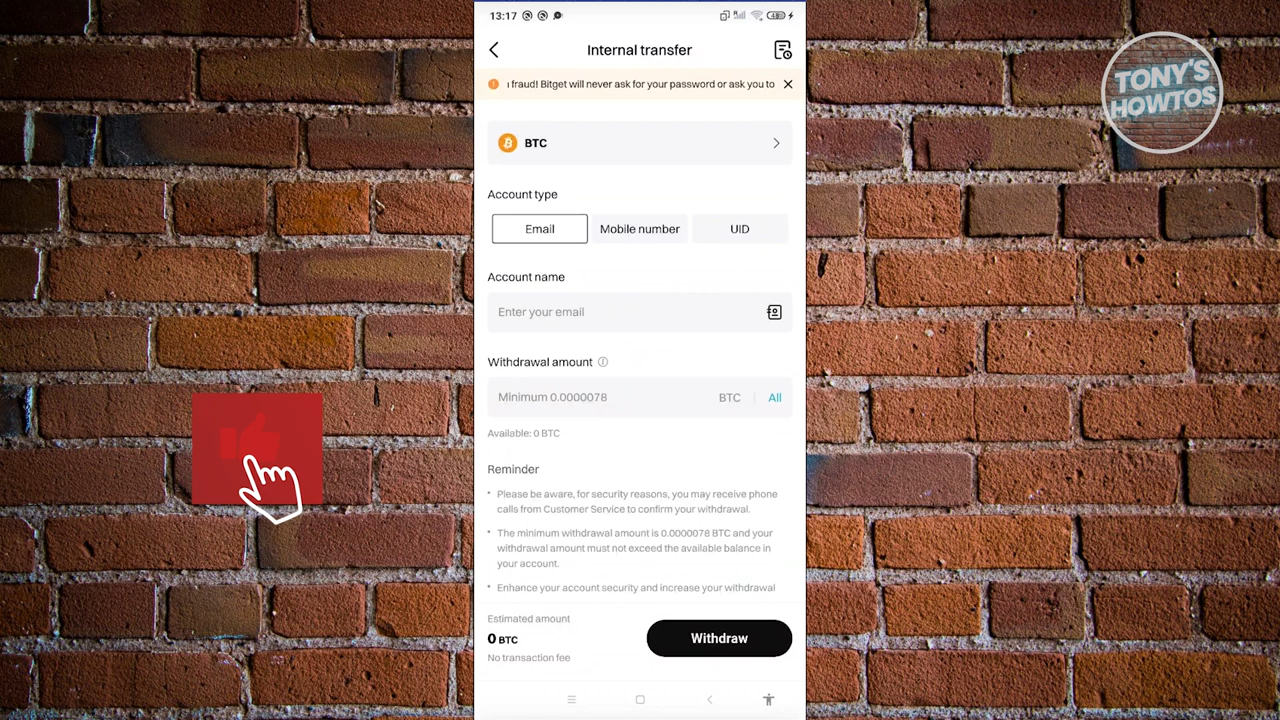 13:17
48
Internal transfer
fraud! Bitget will never ask for your password or ask you to
TONY'S
HOWTOS
BTC
Account type
Email
Mobile number
UID
Account name
Enter your email
Withdrawal amount
Minimum 0.0000078
BTC
All
Available: 0 BTC
Reminder
• Please be aware, for security reasons, you may receive phone
calls from Customer Service to confirm your withdrawal.
• The minimum withdrawal amount is 0.0000078 BTC and your
withdrawal amount must not exceed the available balance in
your account.
• Enhance your account security and increase your withdrawal
Estimated amount
0 BTC
No transaction fee
Withdraw